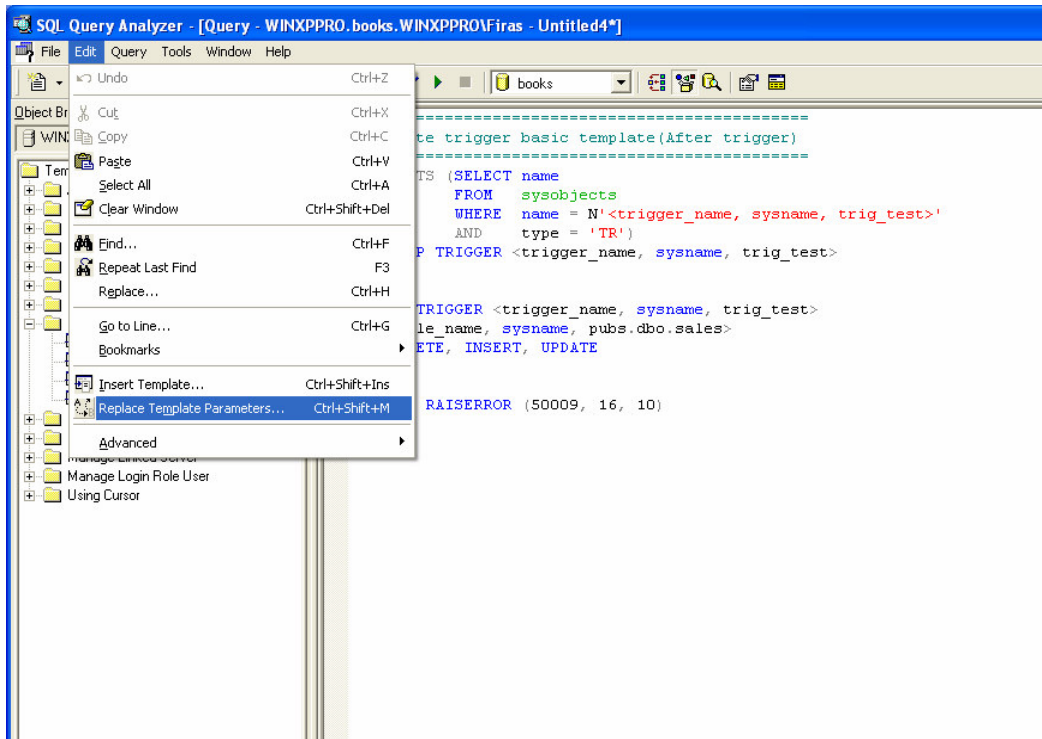 SQL Query Analyzer - [Query - WINXPPRO.books.WINXPPRO\Firas - Untitled4*]
File Edit Query Tools Window Help
books
Undo Ctrl+Z
Cut Ctrl+X
Copy Ctrl+C
Paste Ctrl+V
Select All Ctrl+A
Clear Window Ctrl+Shift+Del
Find... Ctrl+F
Repeat Last Find F3
Replace... Ctrl+H
Go to Line... Ctrl+G
Bookmarks
Insert Template... Ctrl+Shift+Ins
Replace Template Parameters... Ctrl+Shift+M
Advanced
Object Br
WIN
Tem
Manage Linked Server
Manage Login Role User
Using Cursor
==========================================
te trigger basic template(After trigger)
==========================================
TS (SELECT name
FROM sysobjects
WHERE name = N'<trigger_name, sysname, trig_test>'
AND type = 'TR')
P TRIGGER <trigger_name, sysname, trig_test>
TRIGGER <trigger_name, sysname, trig_test>
le_name, sysname, pubs.dbo.sales>
ETE, INSERT, UPDATE
RAISERROR (50009, 16, 10)